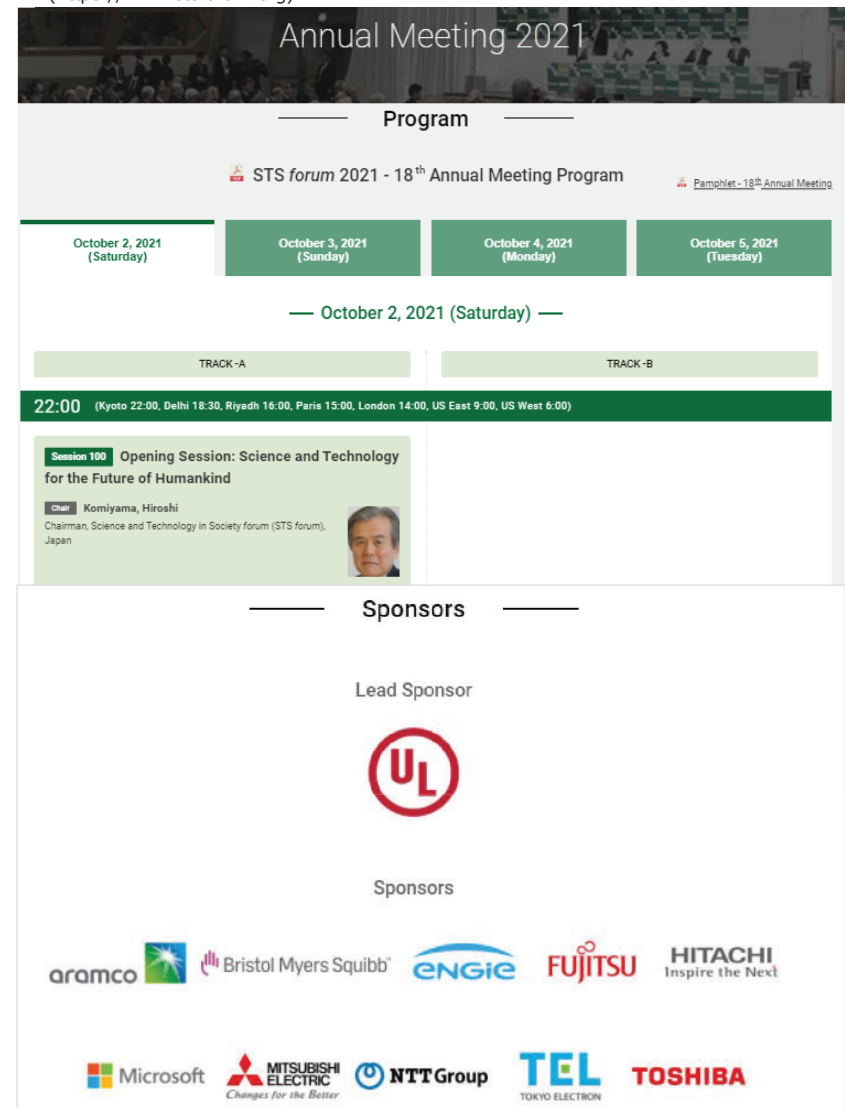 Annual Meeting 2021
Program
STS forum 2021 - 18th Annual Meeting Program
Pamphlet - 18th Annual Meeting
October 2, 2021
(Saturday)
October 3, 2021
(Sunday)
October 4, 2021
(Monday)
October 5, 2021
(Tuesday)
October 2, 2021 (Saturday)
TRACK-A
TRACK-B
22:00 (Kyoto 22:00, Delhi 18:30, Riyadh 16:00, Paris 15:00, London 14:00, US East 9:00, US West 6:00)
Session 100 Opening Session: Science and Technology
for the Future of Humankind
Chair Komiyama, Hiroshi
Chairman, Science and Technology in Society forum (STS forum),
Japan
Sponsors
Lead Sponsor
UL
Sponsors
aramco
Bristol Myers Squibb™
ENGIE
FUJITSU
HITACHI
Inspire the Next
Microsoft
MITSUBISHI
ELECTRIC
Changes for the Better
NTT Group
TEL
TOKYO ELECTRON
TOSHIBA